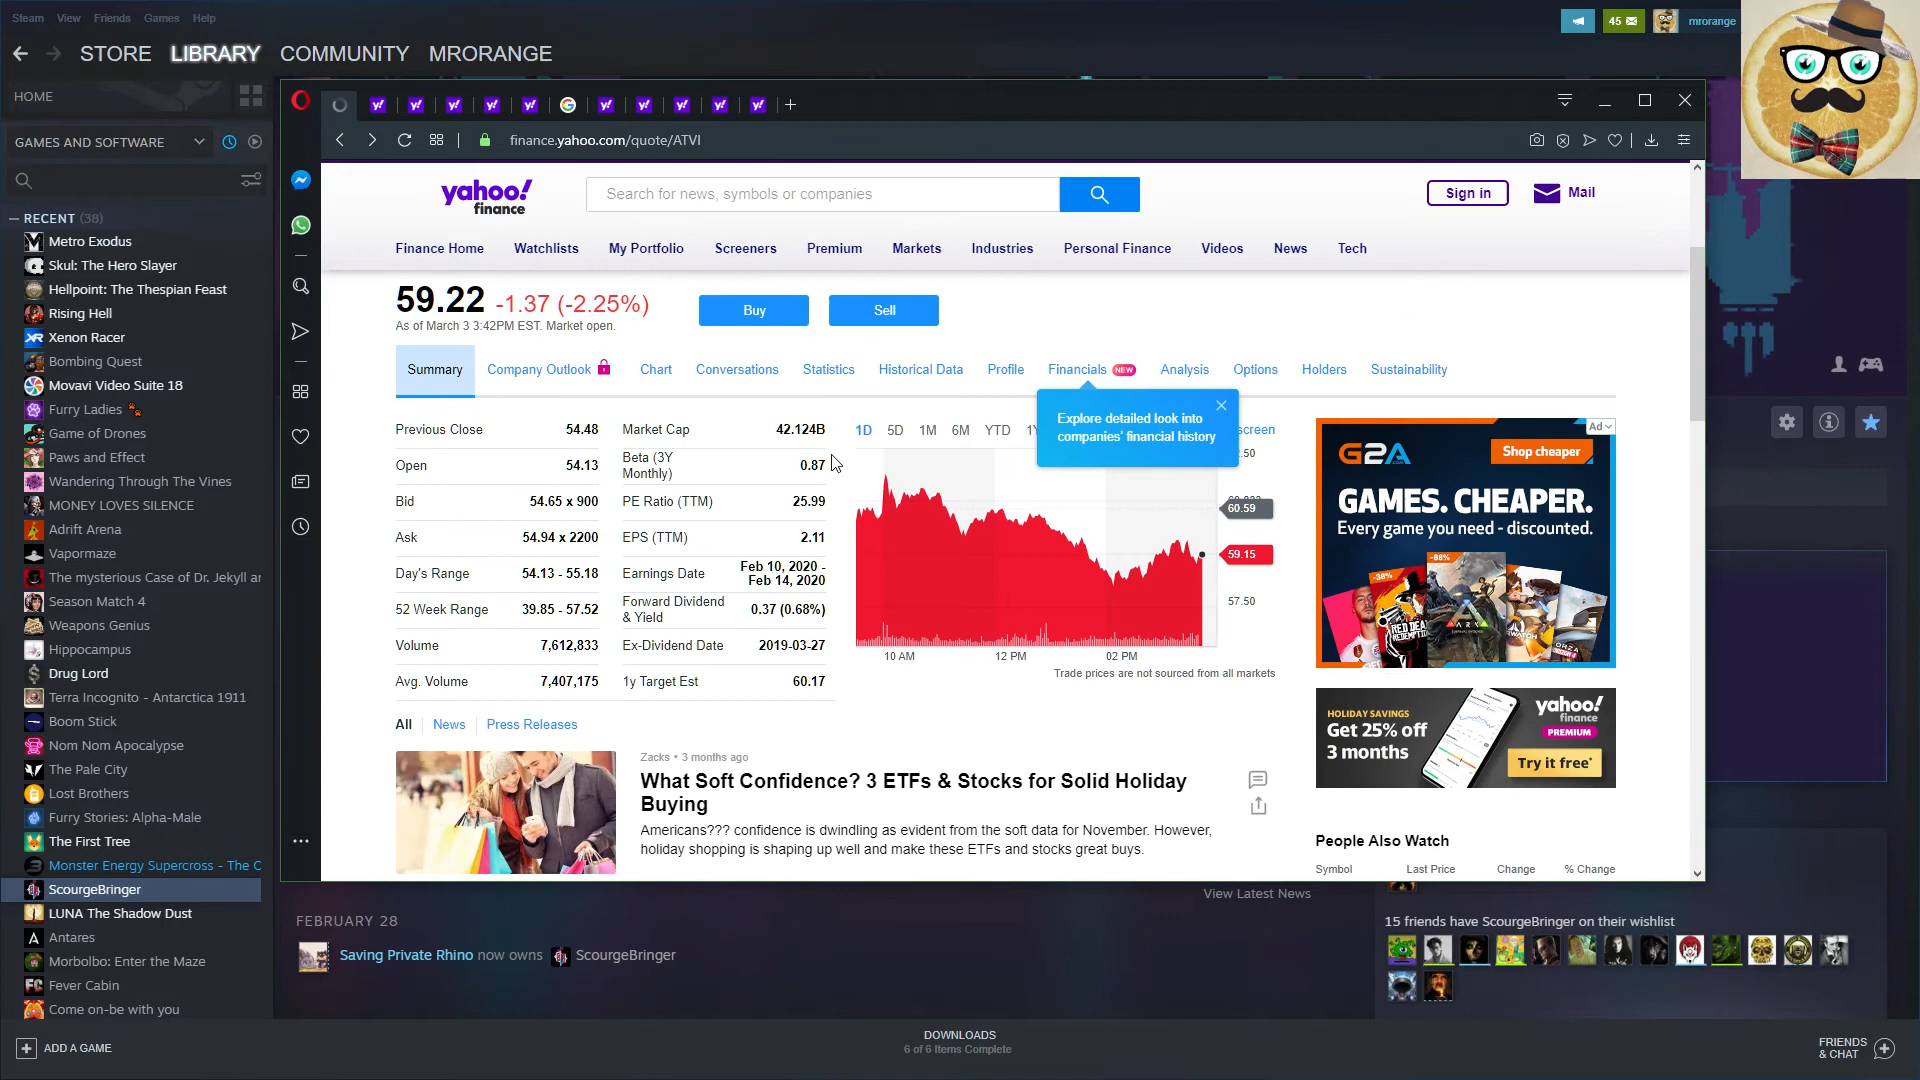 Steam View Friends Games Help
45
mrorange
STORE LIBRARY COMMUNITY MRORANGE
HOME
GAMES AND SOFTWARE
RECENT (38)
Metro Exodus
Skul: The Hero Slayer
Hellpoint: The Thespian Feast
Rising Hell
Xenon Racer
Bombing Quest
Movavi Video Suite 18
Furry Ladies
Game of Drones
Paws and Effect
Wandering Through The Vines
MONEY LOVES SILENCE
Adrift Arena
Vapormaze
The mysterious Case of Dr. Jekyll ar
Season Match 4
Weapons Genius
Hippocampus
Drug Lord
Terra Incognito - Antarctica 1911
Boom Stick
Nom Nom Apocalypse
The Pale City
Lost Brothers
Furry Stories: Alpha-Male
The First Tree
Monster Energy Supercross - The C
ScourgeBringer
LUNA The Shadow Dust
Antares
Morbolbo: Enter the Maze
Fever Cabin
Come on-be with you
ADD A GAME
finance.yahoo.com/quote/ATVI
yahoo!
finance
Search for news, symbols or companies
Sign in
Mail
Finance Home Watchlists My Portfolio Screeners Premium Markets Industries Personal Finance Videos News Tech
59.22 -1.37 (-2.25%)
As of March 3 3:42PM EST. Market open.
Buy
Sell
Summary Company Outlook Chart Conversations Statistics Historical Data Profile Financials NEW Analysis Options Holders Sustainability
Explore detailed look into
companies' financial history
Previous Close 54.48
Open 54.13
Bid 54.65 x 900
Ask 54.94 x 2200
Day's Range 54.13 - 55.18
52 Week Range 39.85 - 57.52
Volume 7,612,833
Avg. Volume 7,407,175
Market Cap 42.124B
Beta (3Y
Monthly) 0.87
PE Ratio (TTM) 25.99
EPS (TTM) 2.11
Earnings Date Feb 10, 2020 -
Feb 14, 2020
Forward Dividend
& Yield 0.37 (0.68%)
Ex-Dividend Date 2019-03-27
1y Target Est 60.17
1D 5D 1M 6M YTD 1Y
screen
.50
60.59
59.15
57.50
10 AM 12 PM 02 PM
Trade prices are not sourced from all markets
All News Press Releases
Zacks • 3 months ago
What Soft Confidence? 3 ETFs & Stocks for Solid Holiday
Buying
Americans??? confidence is dwindling as evident from the soft data for November. However,
holiday shopping is shaping up well and make these ETFs and stocks great buys.
Ad
G2A
Shop cheaper
GAMES. CHEAPER.
Every game you need - discounted.
-38%
-88%
RED DEAD
REDEMPTION
ARK
HOLIDAY SAVINGS
Get 25% off
3 months
yahoo!
finance
PREMIUM
Try it free*
People Also Watch
Symbol Last Price Change % Change
View Latest News
FEBRUARY 28
Saving Private Rhino now owns ScourgeBringer
15 friends have ScourgeBringer on their wishlist
DOWNLOADS
6 of 6 Items Complete
FRIENDS
& CHAT